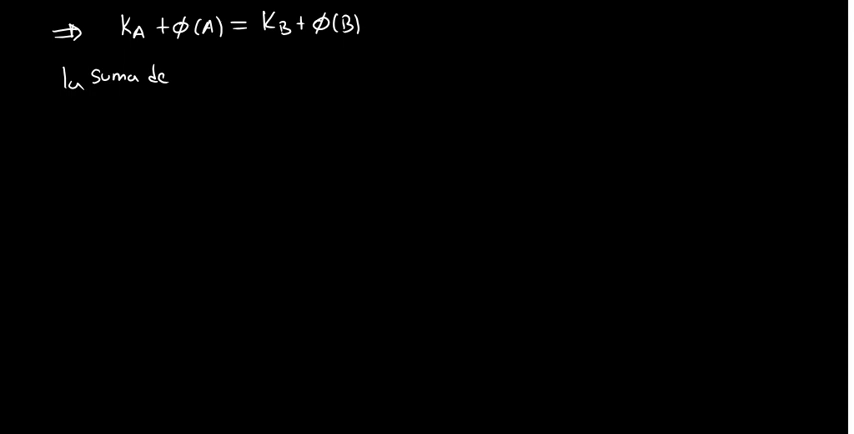 ⇒ K_A + ϕ(A) = K_B + ϕ(B)
la suma de